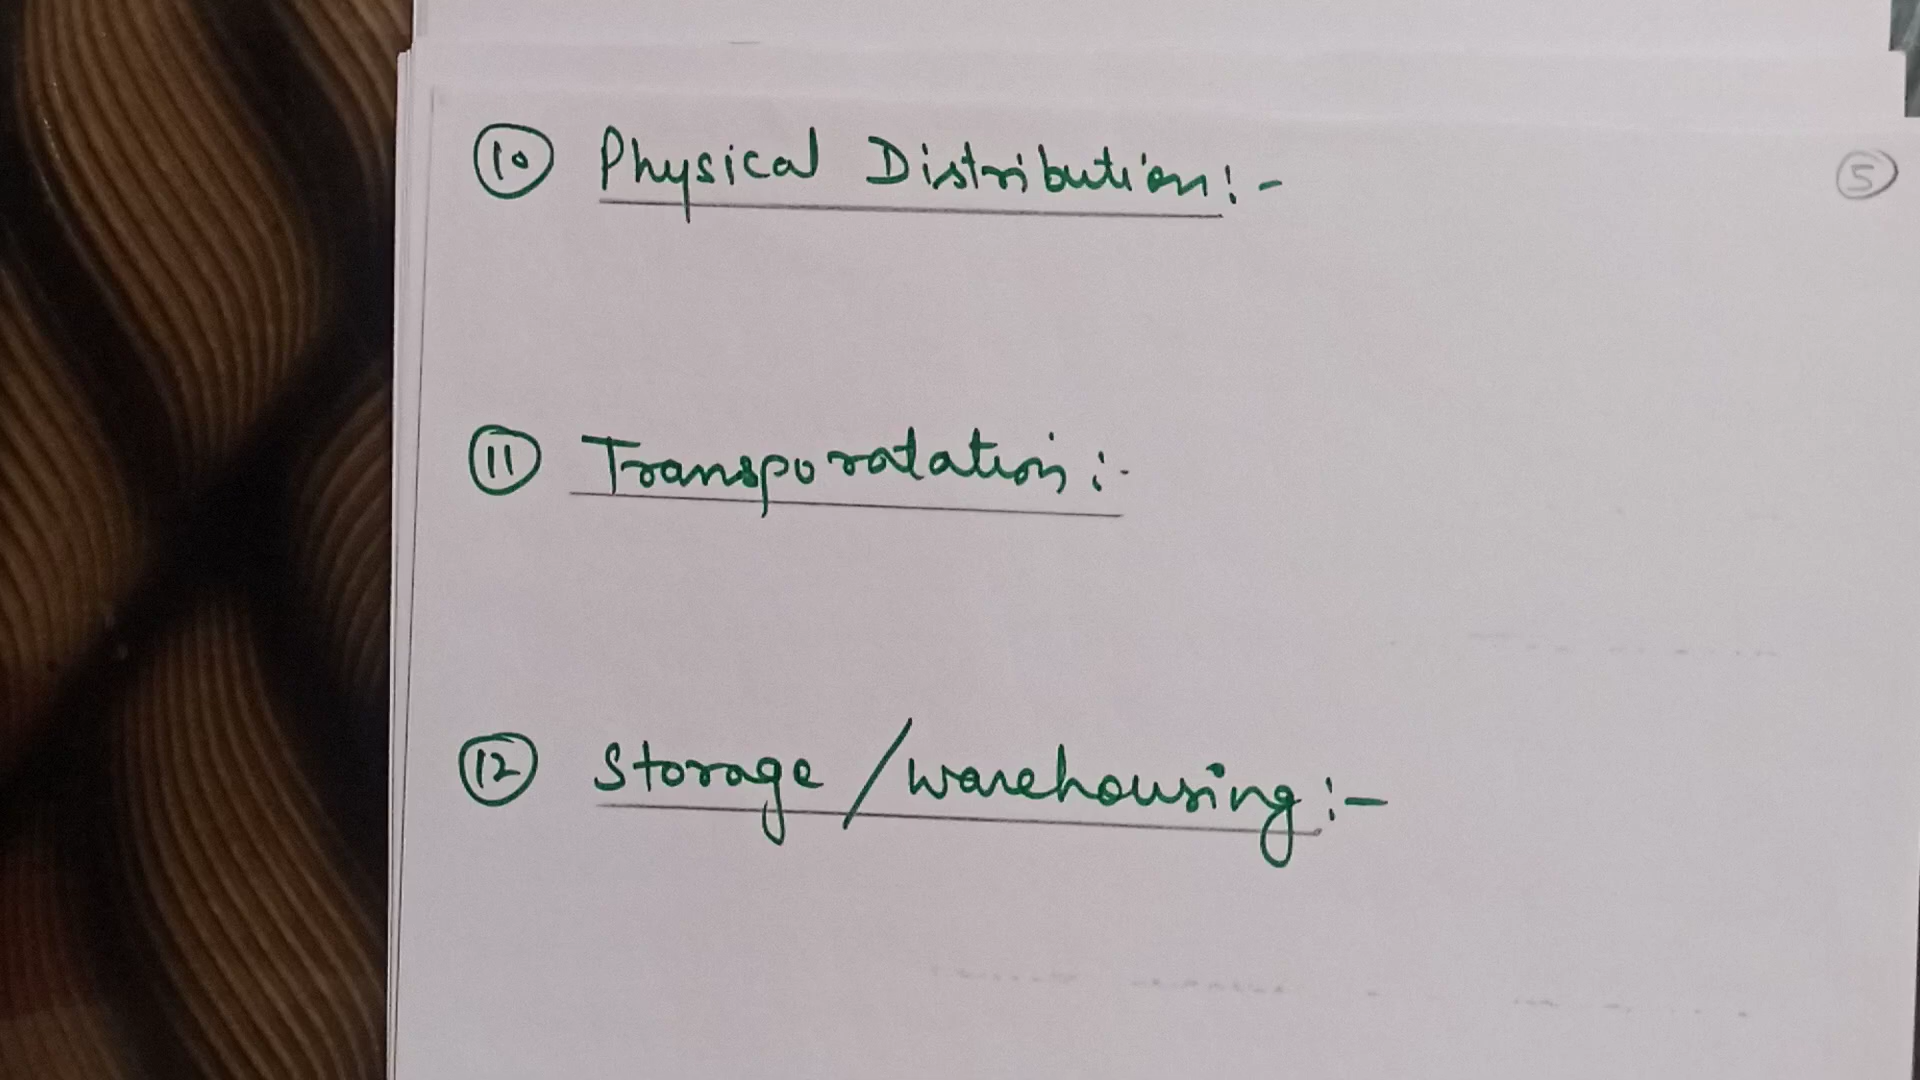 10 Physical Distribution:-
5
11 Transporatation:-
12 Storage/warehousing:-